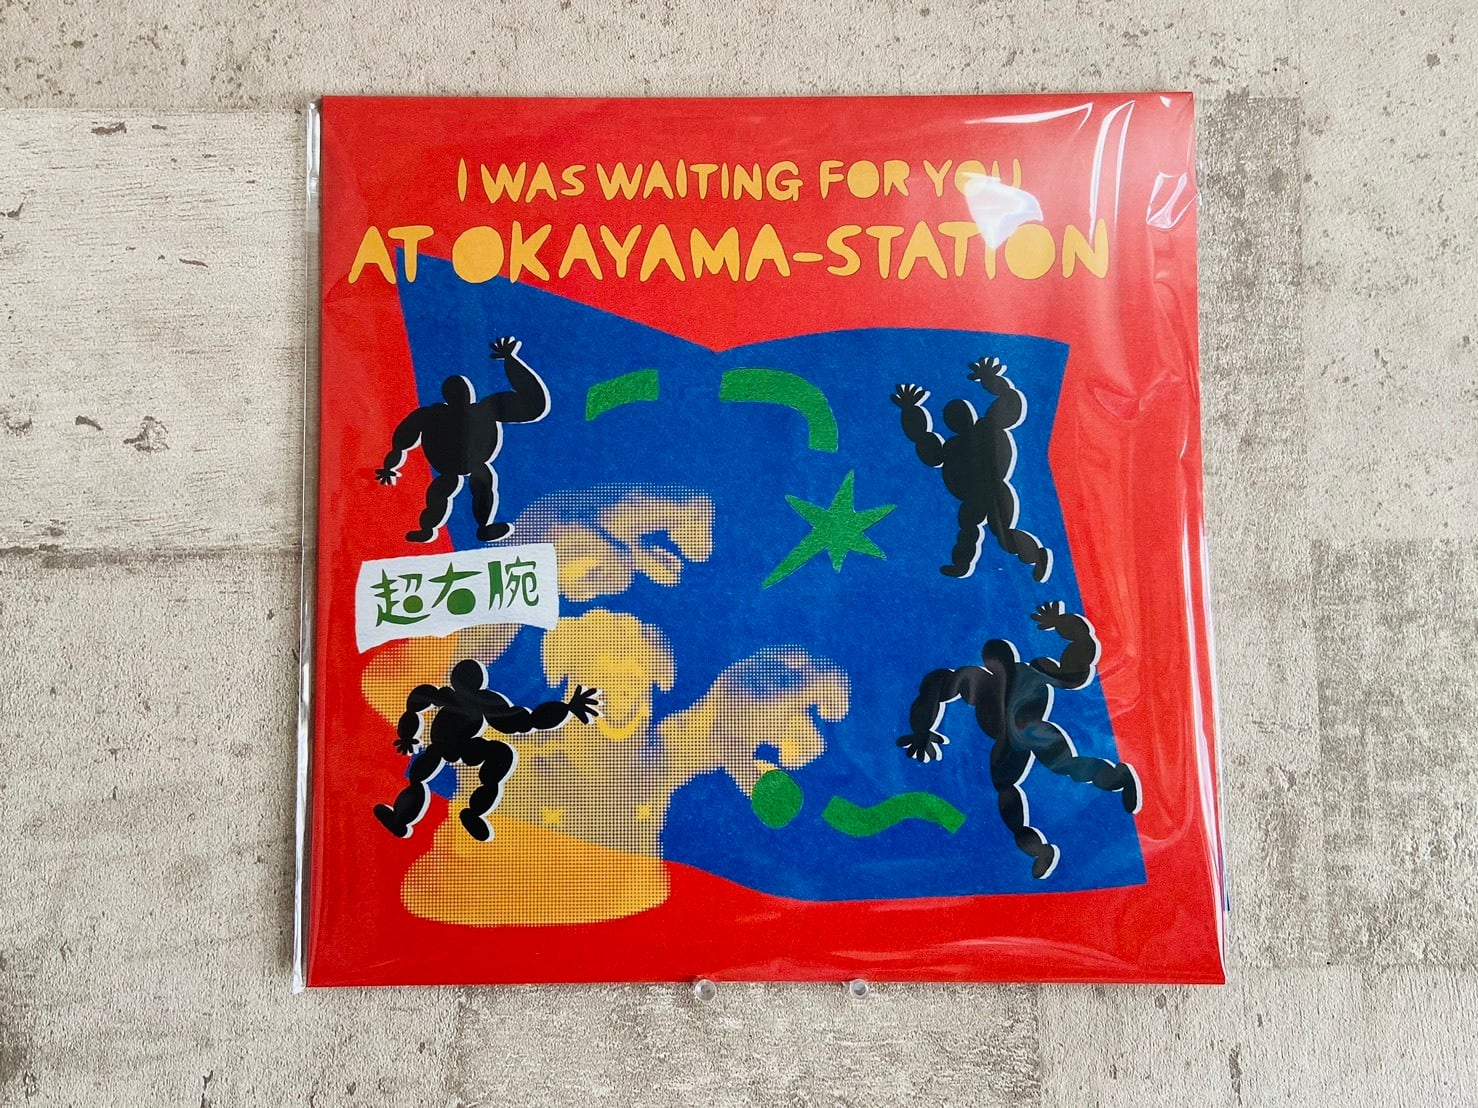 I WAS WAITING FOR YOU
AT OKAYAMA-STATION
超右腕